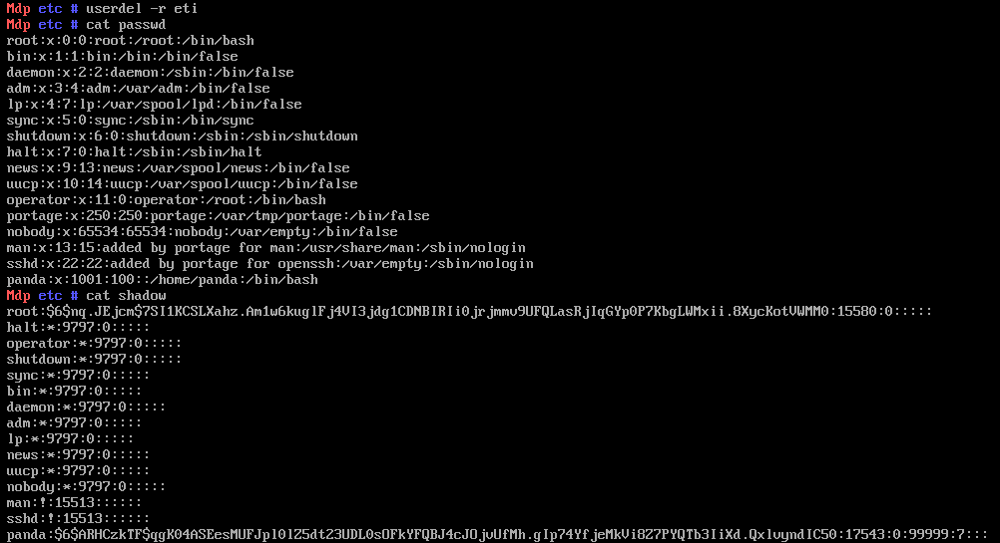 Mdp etc # userdel -r eti
Mdp etc # cat passwd
root:x:0:0:root:/root:/bin/bash
bin:x:1:1:bin:/bin:/bin/false
daemon:x:2:2:daemon:/sbin:/bin/false
adm:x:3:4:adm:/var/adm:/bin/false
lp:x:4:7:lp:/var/spool/lpd:/bin/false
sync:x:5:0:sync:/sbin:/bin/sync
shutdown:x:6:0:shutdown:/sbin:/sbin/shutdown
halt:x:7:0:halt:/sbin:/sbin/halt
news:x:9:13:news:/var/spool/news:/bin/false
uucp:x:10:14:uucp:/var/spool/uucp:/bin/false
operator:x:11:0:operator:/root:/bin/bash
portage:x:250:250:portage:/var/tmp/portage:/bin/false
nobody:x:65534:65534:nobody:/var/empty:/bin/false
man:x:13:15:added by portage for man:/usr/share/man:/sbin/nologin
sshd:x:22:22:added by portage for openssh:/var/empty:/sbin/nologin
panda:x:1001:100::/home/panda:/bin/bash
Mdp etc # cat shadow
root:$6$nq.JEjcm$7SI1KCSLXahz.Am1w6kuglFj4VI3jdg1CDNBIRIi0jrjmmv9UFQLasRjIqGYp0P7KbgLWMxii.8XycKotVWMM0:15580:0:::::
halt:*:9797:0:::::
operator:*:9797:0:::::
shutdown:*:9797:0:::::
sync:*:9797:0:::::
bin:*:9797:0:::::
daemon:*:9797:0:::::
adm:*:9797:0:::::
lp:*:9797:0:::::
news:*:9797:0:::::
uucp:*:9797:0:::::
nobody:*:9797:0:::::
man:!:15513::::::
sshd:!:15513::::::
panda:$6$ARHCzkTF$qgK04ASEesMUFJpl0lZ5dt23UDL0sOFkYFQBJ4cJOjvUfMh.gIp74YfjeMkVi8Z7PYQTb3IiXd.QxlvyndIC50:17543:0:99999:7:::